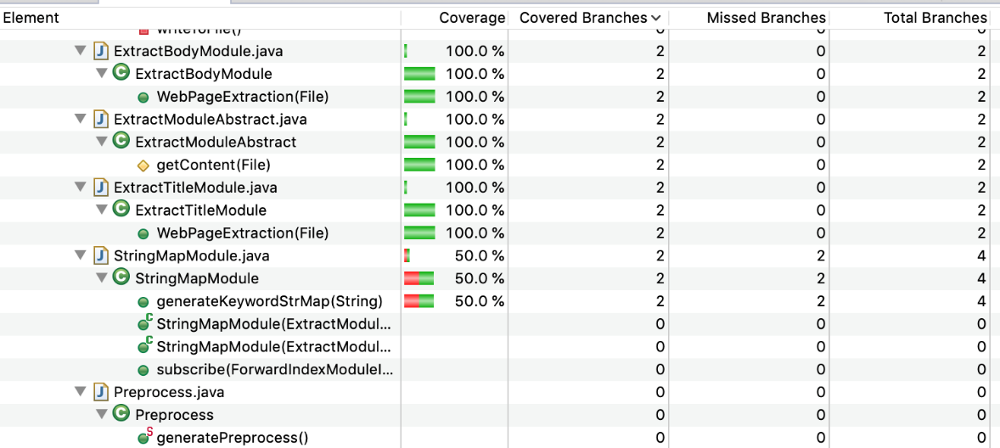 Element Coverage Covered Branches Missed Branches Total Branches
writeToFile() 0 0 0
ExtractBodyModule.java 100.0 % 2 0 2
ExtractBodyModule 100.0 % 2 0 2
WebPageExtraction(File) 100.0 % 2 0 2
ExtractModuleAbstract.java 100.0 % 2 0 2
ExtractModuleAbstract 100.0 % 2 0 2
getContent(File) 100.0 % 2 0 2
ExtractTitleModule.java 100.0 % 2 0 2
ExtractTitleModule 100.0 % 2 0 2
WebPageExtraction(File) 100.0 % 2 0 2
StringMapModule.java 50.0 % 2 2 4
StringMapModule 50.0 % 2 2 4
generateKeywordStrMap(String) 50.0 % 2 2 4
StringMapModule(ExtractModul... 0 0 0
StringMapModule(ExtractModul... 0 0 0
subscribe(ForwardIndexModuleI... 0 0 0
Preprocess.java 0 0 0
Preprocess 0 0 0
generatePreprocess() 0 0 0